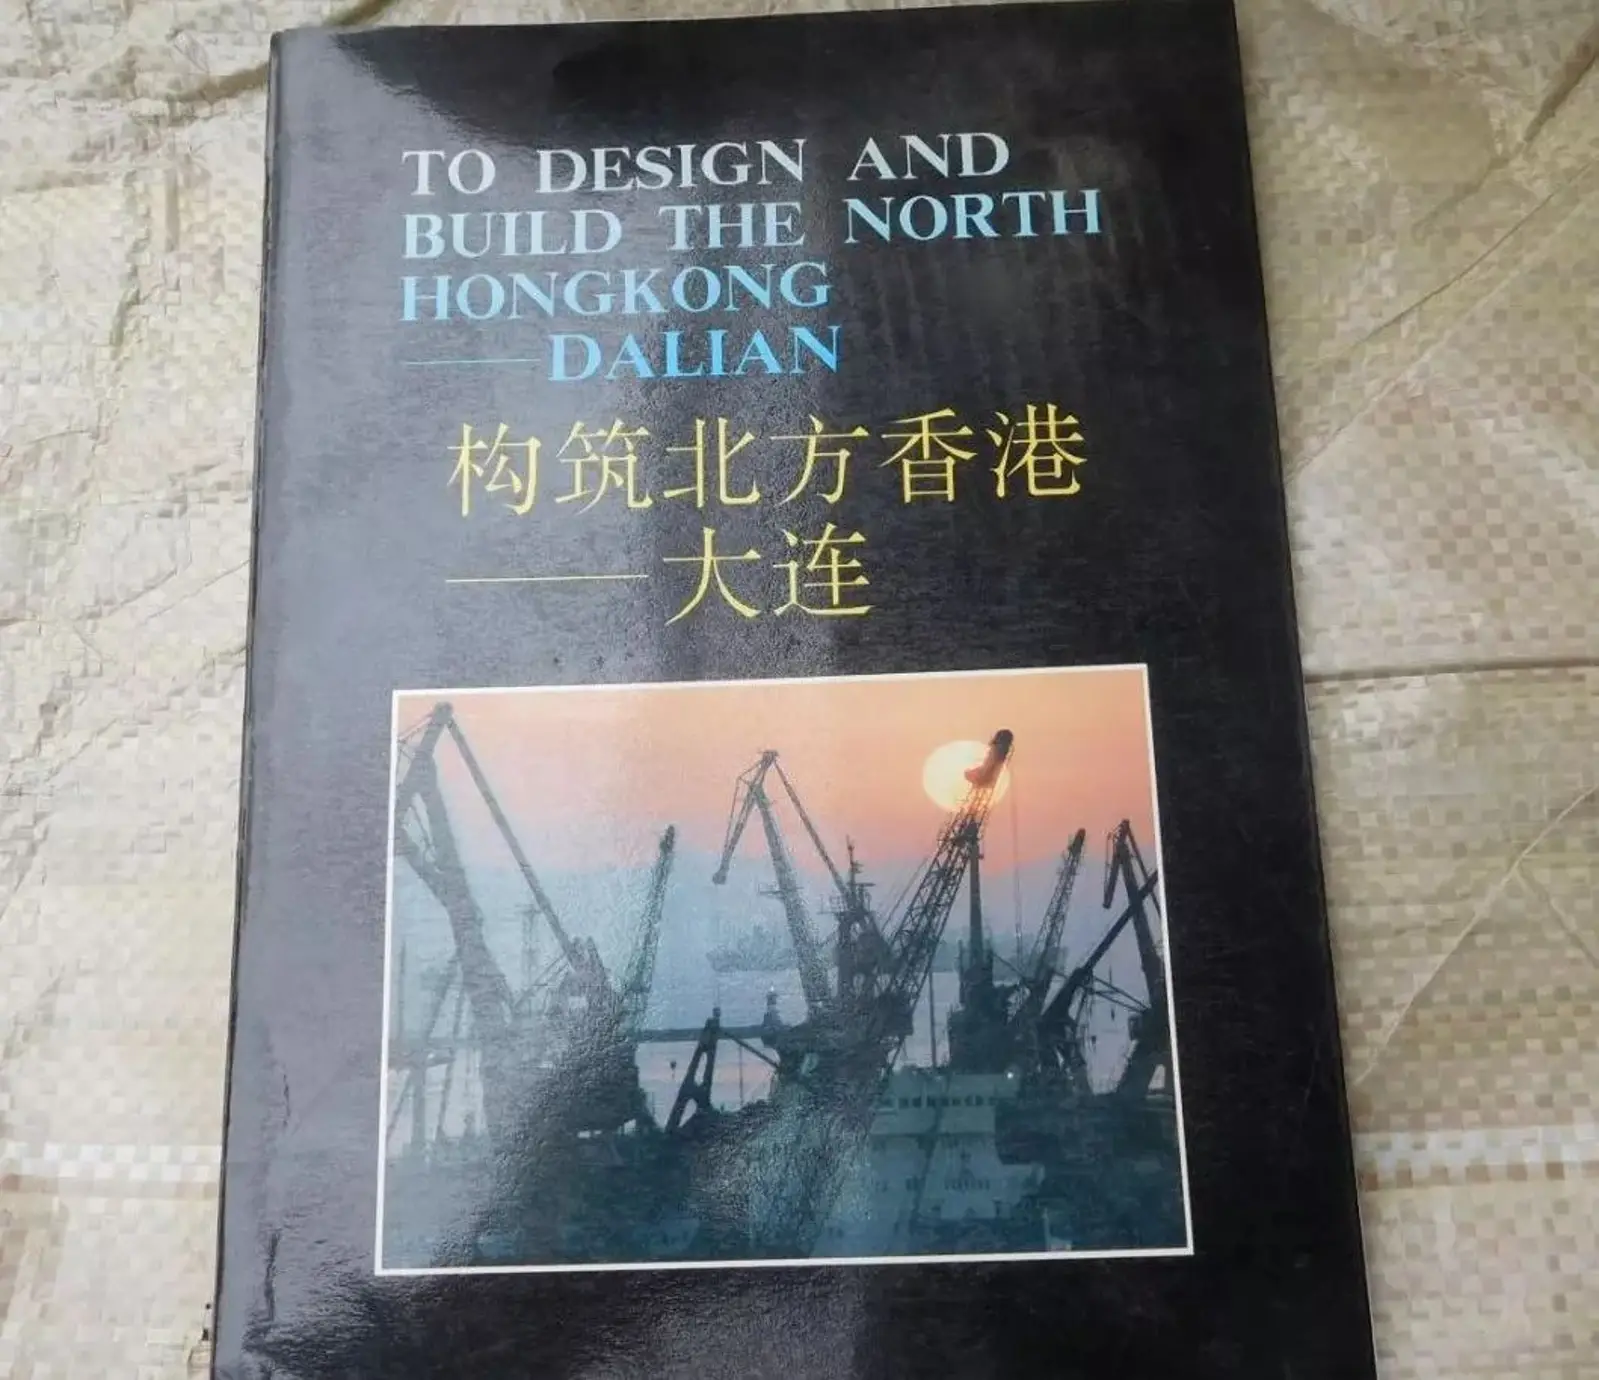 TO DESIGN AND
BUILD THE NORTH
HONGKONG
——DALIAN
构筑北方香港
——大连